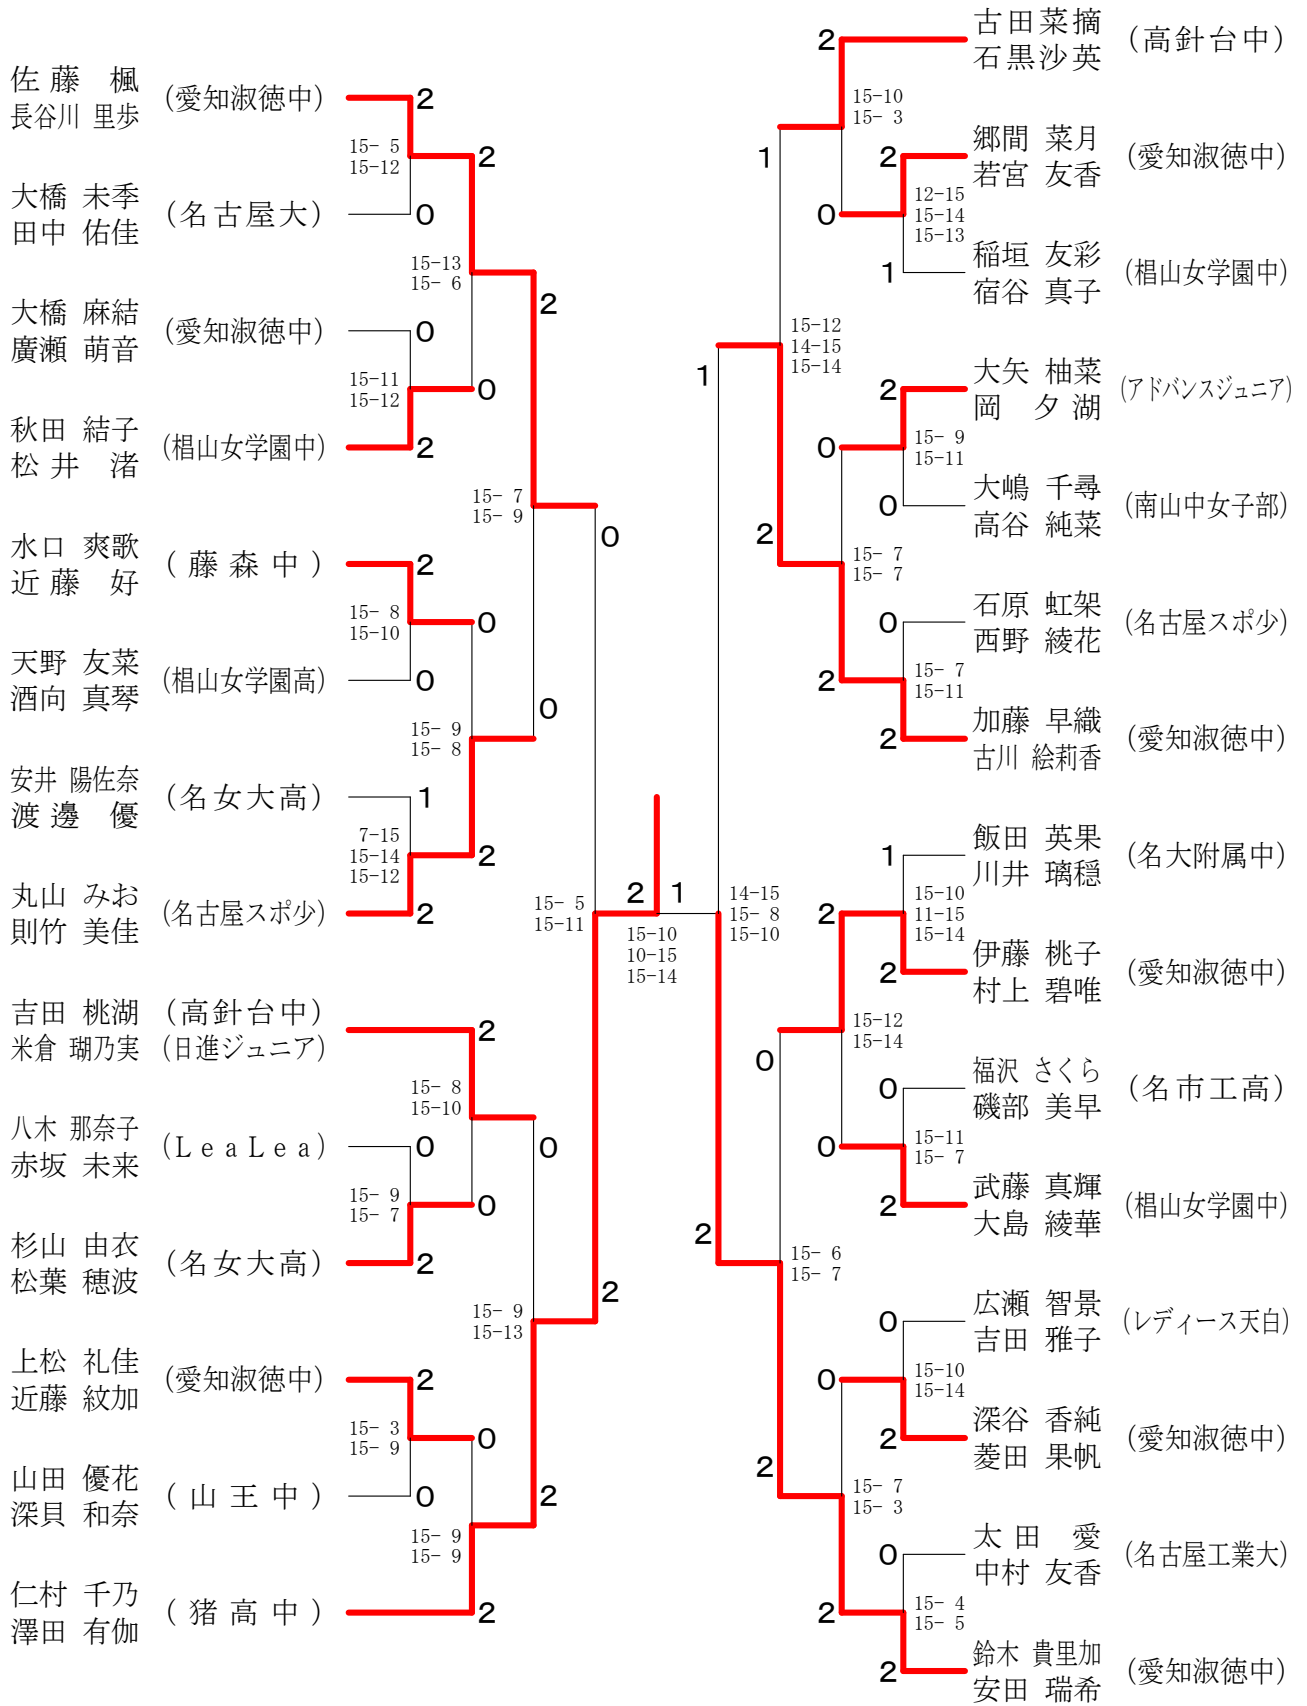 佐藤 楓
長谷川 里歩
(愛知淑徳中)
2
15- 5
15-12
2
大橋 未季
田中 佑佳
(名古屋大)
0
15-13
15- 6
2
大橋 麻結
廣瀬 萌音
(愛知淑徳中)
0
15-11
15-12
0
秋田 結子
松井 渚
(椙山女学園中)
2
15- 7
15- 9
0
水口 爽歌
近藤 好
(藤森中)
2
15- 8
15-10
0
天野 友菜
酒向 真琴
(椙山女学園高)
0
15- 9
15- 8
0
安井 陽佐奈
渡邊 優
(名女大高)
1
7-15
15-14
15-12
2
丸山 みお
則竹 美佳
(名古屋スポ少)
2
15- 5
15-11
2
1
15-10
10-15
15-14
吉田 桃湖
米倉 瑚乃実
(高針台中)
(日進ジュニア)
2
15- 8
15-10
0
八木 那奈子
赤坂 未来
(LeaLea)
0
15- 9
15- 7
0
杉山 由衣
松葉 穂波
(名女大高)
2
15- 9
15-13
2
上松 礼佳
近藤 紋加
(愛知淑徳中)
2
15- 3
15- 9
0
山田 優花
深貝 和奈
(山王中)
0
15- 9
15- 9
2
仁村 千乃
澤田 有伽
(猪高中)
2
2
古田菜摘
石黒沙英
(高針台中)
15-10
15- 3
1
2
郷間 菜月
若宮 友香
(愛知淑徳中)
0
12-15
15-14
15-13
1
稲垣 友彩
宿谷 真子
(椙山女学園中)
1
15-12
14-15
15-14
2
大矢 柚菜
岡 夕湖
(アドバンスジュニア)
0
15- 9
15-11
0
大嶋 千尋
高谷 純菜
(南山中女子部)
2
15- 7
15- 7
0
石原 虹架
西野 綾花
(名古屋スポ少)
2
15- 7
15-11
2
加藤 早織
古川 絵莉香
(愛知淑徳中)
1
飯田 英果
川井 璃穏
(名大附属中)
14-15
15- 8
15-10
2
15-10
11-15
15-14
2
伊藤 桃子
村上 碧唯
(愛知淑徳中)
0
15-12
15-14
0
福沢 さくら
磯部 美早
(名市工高)
0
15-11
15- 7
2
武藤 真輝
大島 綾華
(椙山女学園中)
2
15- 6
15- 7
0
広瀬 智景
吉田 雅子
(レディース天白)
0
15-10
15-14
2
深谷 香純
菱田 果帆
(愛知淑徳中)
2
15- 7
15- 3
0
太田 愛
中村 友香
(名古屋工業大)
2
15- 4
15- 5
2
鈴木 貴里加
安田 瑞希
(愛知淑徳中)